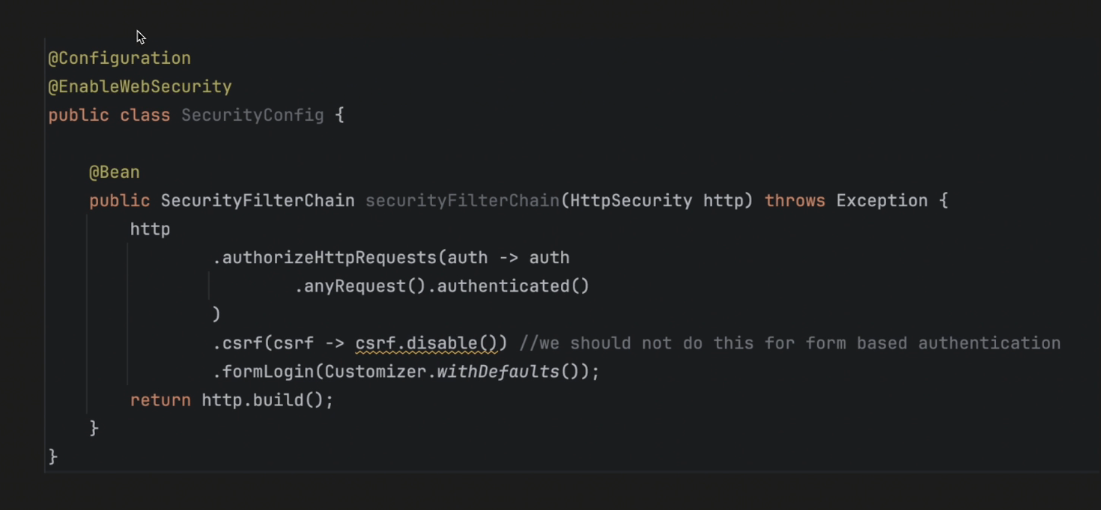 @Configuration
@EnableWebSecurity
public class SecurityConfig {
@Bean
public SecurityFilterChain securityFilterChain(HttpSecurity http) throws Exception {
http
.authorizeHttpRequests(auth -> auth
.anyRequest().authenticated()
)
.csrf(csrf -> csrf.disable()) //we should not do this for form based authentication
.formLogin(Customizer.withDefaults());
return http.build();
}
}